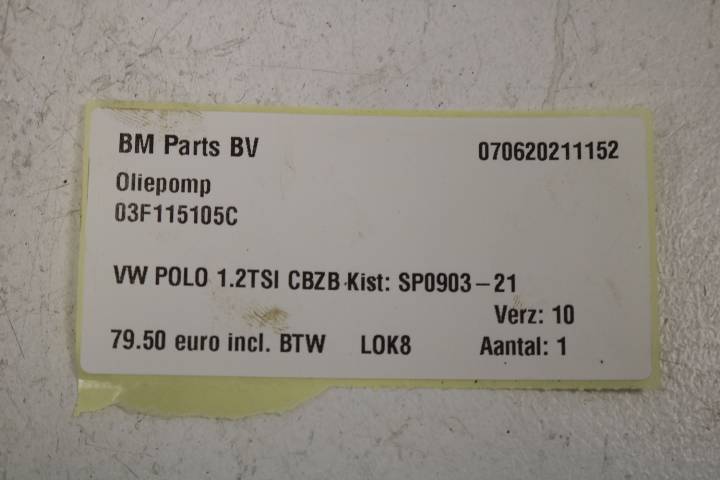 BM Parts BV 070620211152
Oliepomp
03F115105C
VW POLO 1.2TSI CBZB Kist: SP0903-21
Verz: 10
79.50 euro incl. BTW LOK8 Aantal: 1